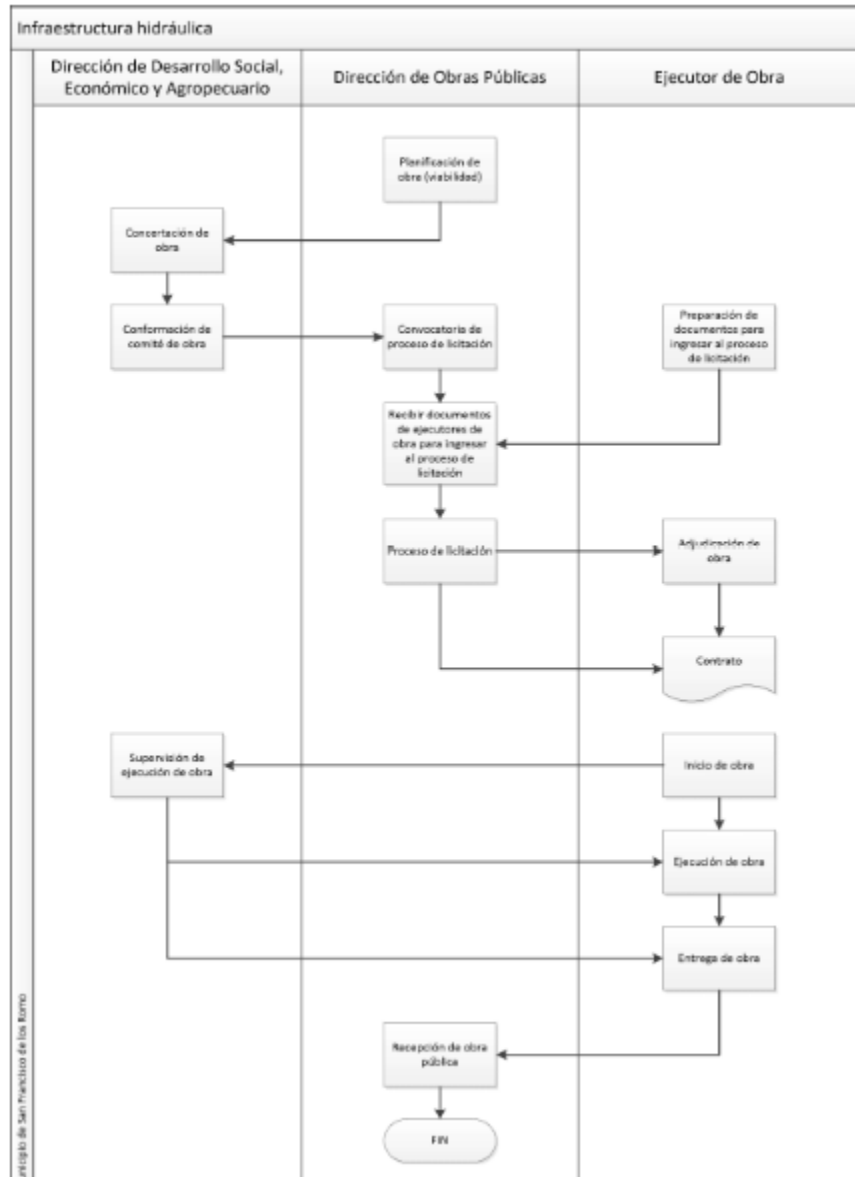 Infraestructura hidráulica
Dirección de Desarrollo Social,
Económico y Agropecuario
Dirección de Obras Públicas
Ejecutor de Obra
Planificación de
obra (viabilidad)
Concertación de
obra
Conformación de
comité de obra
Convocatoria de
proceso de licitación
Preparación de
documentos para
ingresar al proceso
de licitación
Recibir documentos
de ejecutores de
obra para ingresar
al proceso de
licitación
Proceso de licitación
Adjudicación de
obra
Contrato
Supervisión de
ejecución de obra
Inicio de obra
Ejecución de obra
Entrega de obra
Recepción de obra
pública
FIN
nicipio de San Francisco de los Romo